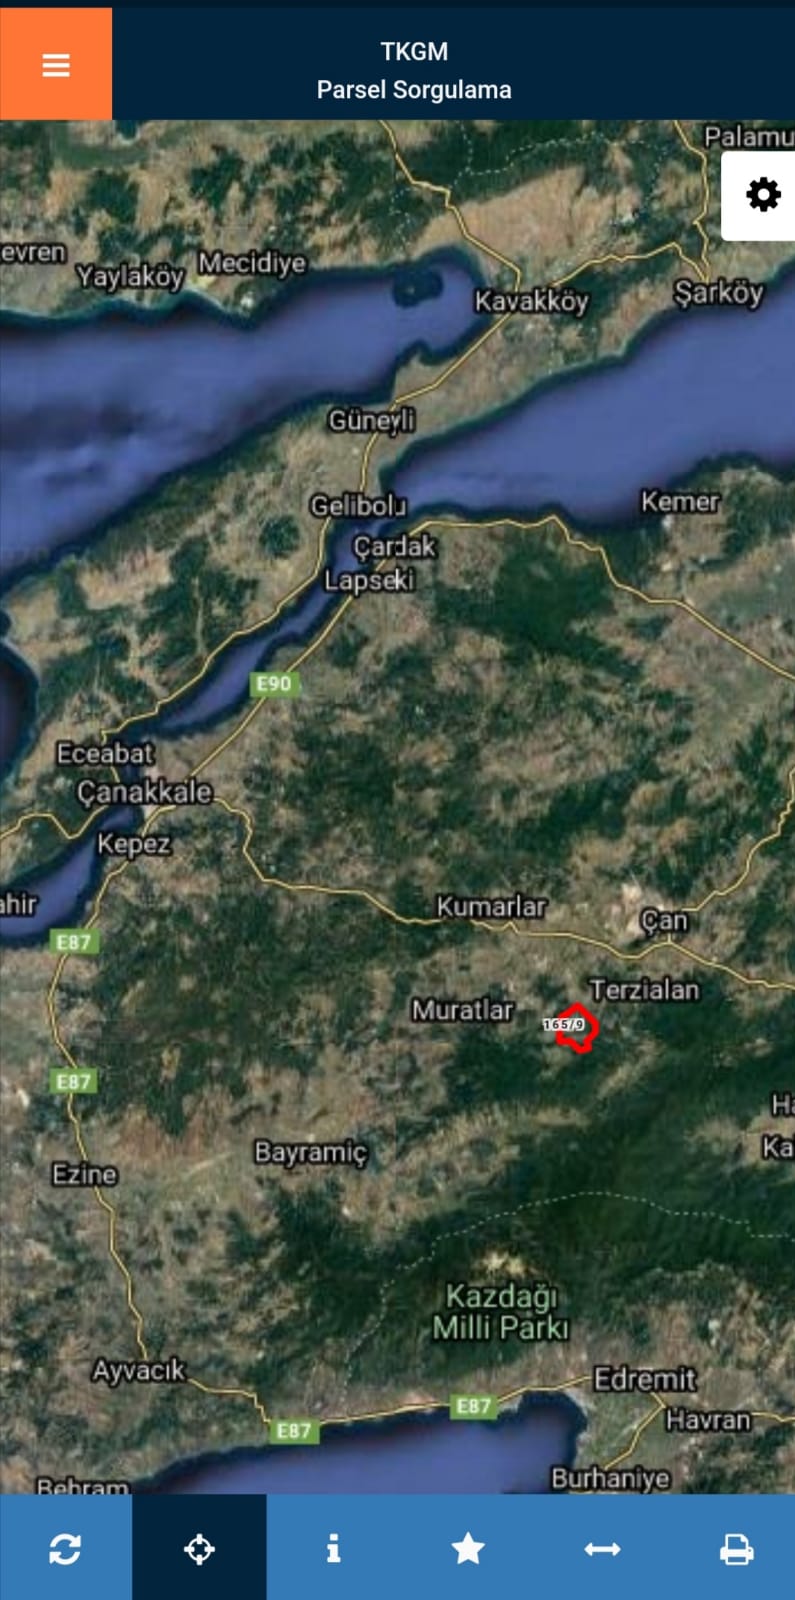 TKGM
Parsel Sorgulama
Palamu
evren
Yaylaköy
Mecidiye
Kavakköy
Şarköy
Güneyli
Gelibolu
Kemer
Çardak
Lapseki
E90
Eceabat
Çanakkale
Kepez
ahir
Kumarlar
Çan
E87
Terzialan
Muratlar
165/9
E87
Ha
Ka
Bayramiç
Ezine
Kazdağı
Milli Parkı
Ayvacık
Edremit
E87
Havran
E87
Burhaniye
Behram